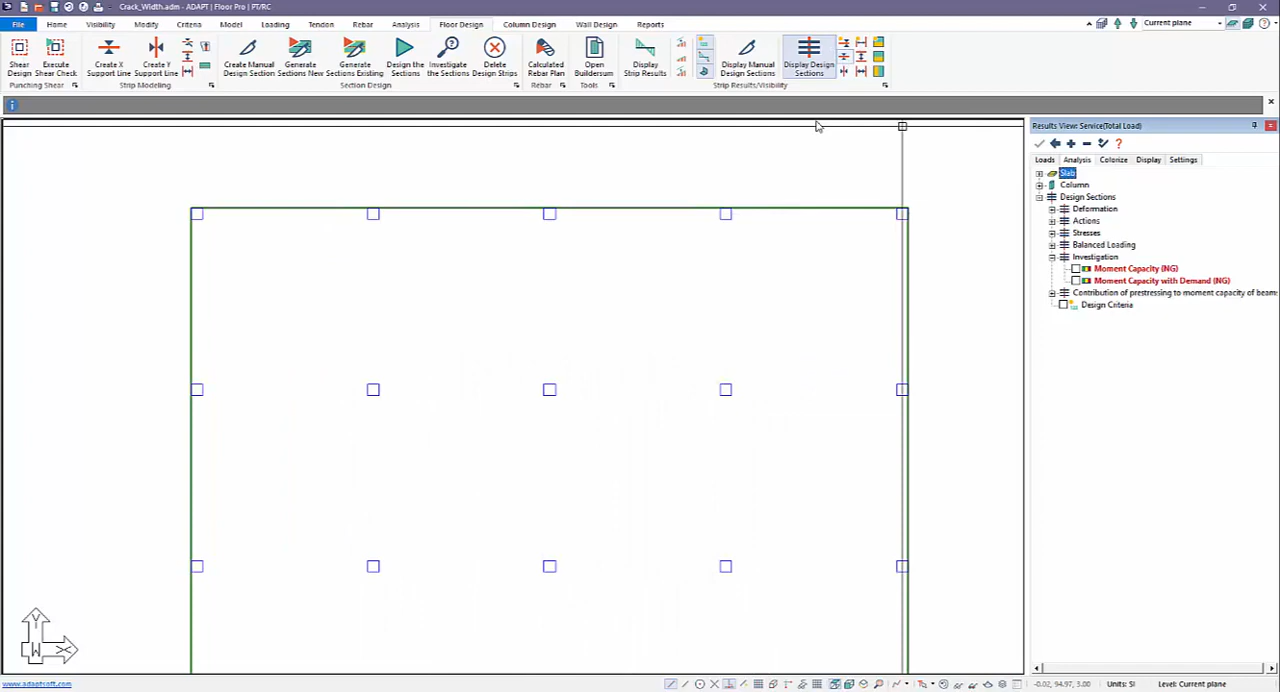 Crack_Width.adm - ADAPT | Floor Pro | PT/RC
File Home Visibility Modify Criteria Model Loading Tendon Rebar Analysis Floor Design Column Design Wall Design Reports Current plane
Shear Design
Execute Shear Check
Create X Support Line
Create Y Support Line
Create Manual Design Section
Generate Sections New
Generate Sections Existing
Design the Sections
Investigate the Sections
Delete Design Strips
Calculated Rebar Plan
Open Buildersum
Display Strip Results
Display Manual Design Sections
Display Design Sections
Punching Shear Strip Modeling Section Design Rebar Tools Strip Results/Visibility
Results View: Service(Total Load)
Loads Analysis Colorize Display Settings
Slab
Column
Design Sections
Deformation
Actions
Stresses
Balanced Loading
Investigation
Moment Capacity (NG)
Moment Capacity with Demand (NG)
Contribution of prestressing to moment capacity of beam
Design Criteria
Y
W X
www.adaptsoft.com
-0.02, 94.97, 3.00 Units: SI Level: Current plane